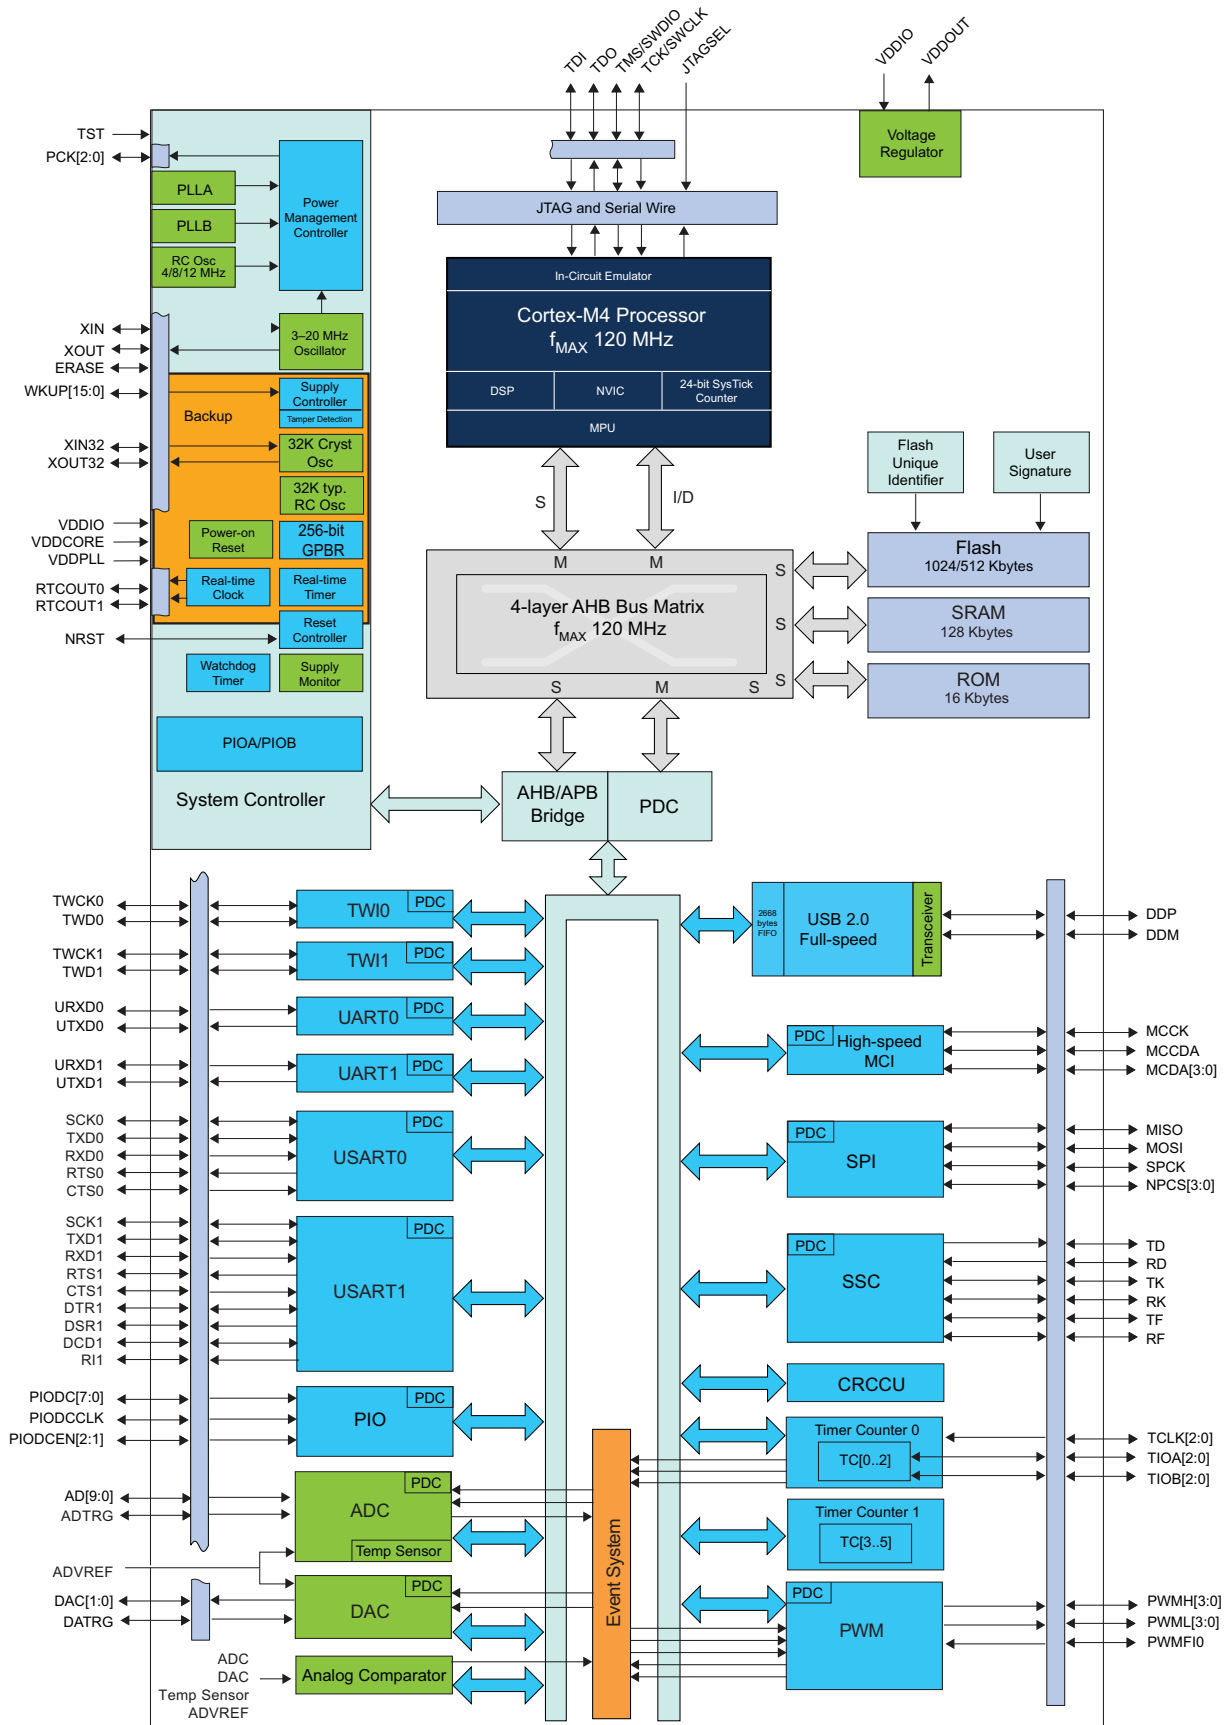 TDI
TDO
TMS/SWDIO
TCK/SWCLK
JTAGSEL
VDDIO
VDDOUT
TST
PCK[2:0]
PLLA
PLLB
RC Osc
4/8/12 MHz
Power
Management
Controller
Voltage
Regulator
JTAG and Serial Wire
In-Circuit Emulator
Cortex-M4 Processor
fMAX 120 MHz
DSP
NVIC
24-bit SysTick
Counter
MPU
XIN
XOUT
ERASE
WKUP[15:0]
XIN32
XOUT32
VDDIO
VDDCORE
VDDPLL
RTCOUT0
RTCOUT1
NRST
3–20 MHz
Oscillator
Backup
Supply
Controller
Tamper Detection
32K Cryst
Osc
32K typ.
RC Osc
Power-on
Reset
256-bit
GPBR
Real-time
Clock
Real-time
Timer
Reset
Controller
Watchdog
Timer
Supply
Monitor
PIOA/PIOB
System Controller
S
I/D
M
M
S
S
S
S
M
S
4-layer AHB Bus Matrix
fMAX 120 MHz
Flash
Unique
Identifier
User
Signature
Flash
1024/512 Kbytes
SRAM
128 Kbytes
ROM
16 Kbytes
AHB/APB
Bridge
PDC
TWCK0
TWD0
TWI0
PDC
TWCK1
TWD1
TWI1
PDC
URXD0
UTXD0
UART0
PDC
URXD1
UTXD1
UART1
PDC
SCK0
TXD0
RXD0
RTS0
CTS0
USART0
PDC
SCK1
TXD1
RXD1
RTS1
CTS1
DTR1
DSR1
DCD1
RI1
USART1
PDC
PIODC[7:0]
PIODCCLK
PIODCEN[2:1]
PIO
PDC
AD[9:0]
ADTRG
ADC
PDC
Temp Sensor
ADVREF
DAC[1:0]
DATRG
DAC
PDC
ADC
DAC
Temp Sensor
ADVREF
Analog Comparator
Event System
2668
bytes
FIFO
USB 2.0
Full-speed
Transceiver
DDP
DDM
PDC
High-speed
MCI
MCCK
MCCDA
MCDA[3:0]
PDC
SPI
MISO
MOSI
SPCK
NPCS[3:0]
PDC
SSC
TD
RD
TK
RK
TF
RF
CRCCU
Timer Counter 0
TC[0..2]
TCLK[2:0]
TIOA[2:0]
TIOB[2:0]
Timer Counter 1
TC[3..5]
PDC
PWM
PWMH[3:0]
PWML[3:0]
PWMFI0